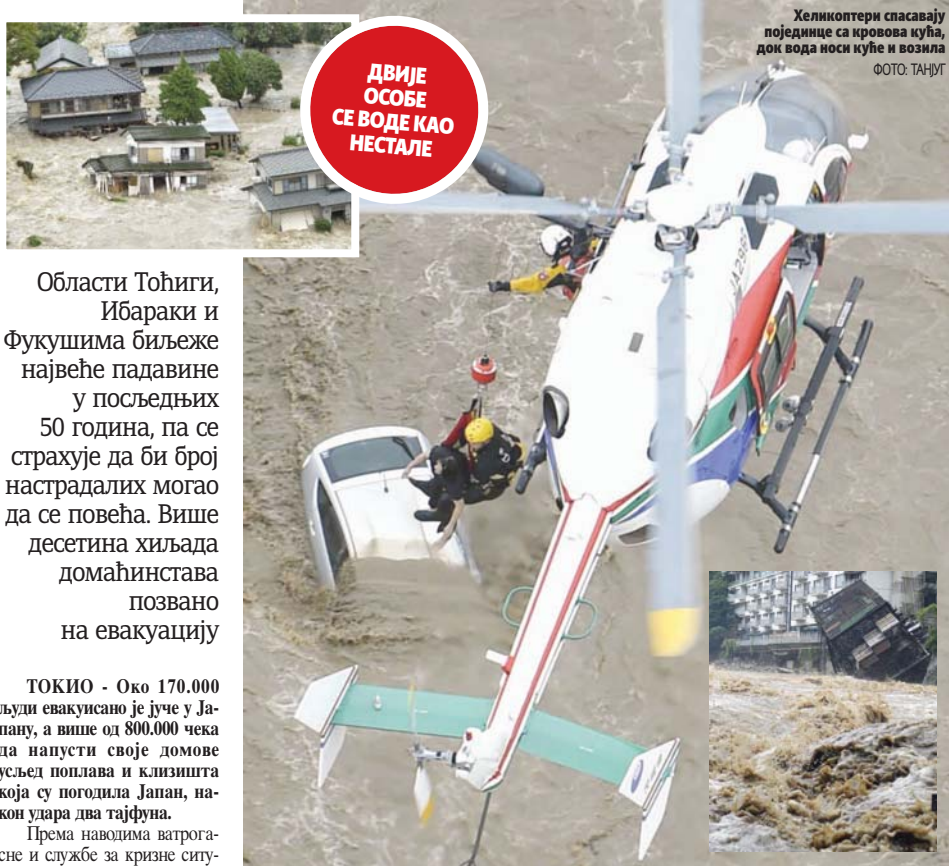 Хеликоптери спасавају
појединце са кровова кућа,
док вода носи куће и возила
ФОТО: ТАНЈУГ
ДВИЈЕ
ОСОБЕ
СЕ ВОДЕ КАО
НЕСТАЛЕ
Области Тоћиги,
Ибараки и
Фукушима биљеже
највеће падавине
у посљедњих
50 година, па се
страхује да би број
настрадалих могао
да се повећа. Више
десетина хиљада
домаћинстава
позвано
на евакуацију
ТОКИО - Око 170.000
људи евакуисано је јуче у Ја-
пану, а више од 800.000 чека
да напусти своје домове
усљед поплава и клизишта
која су погодила Јапан, на-
кон удара два тајфуна.
Према наводима ватрога-
сне и службе за кризне ситу-